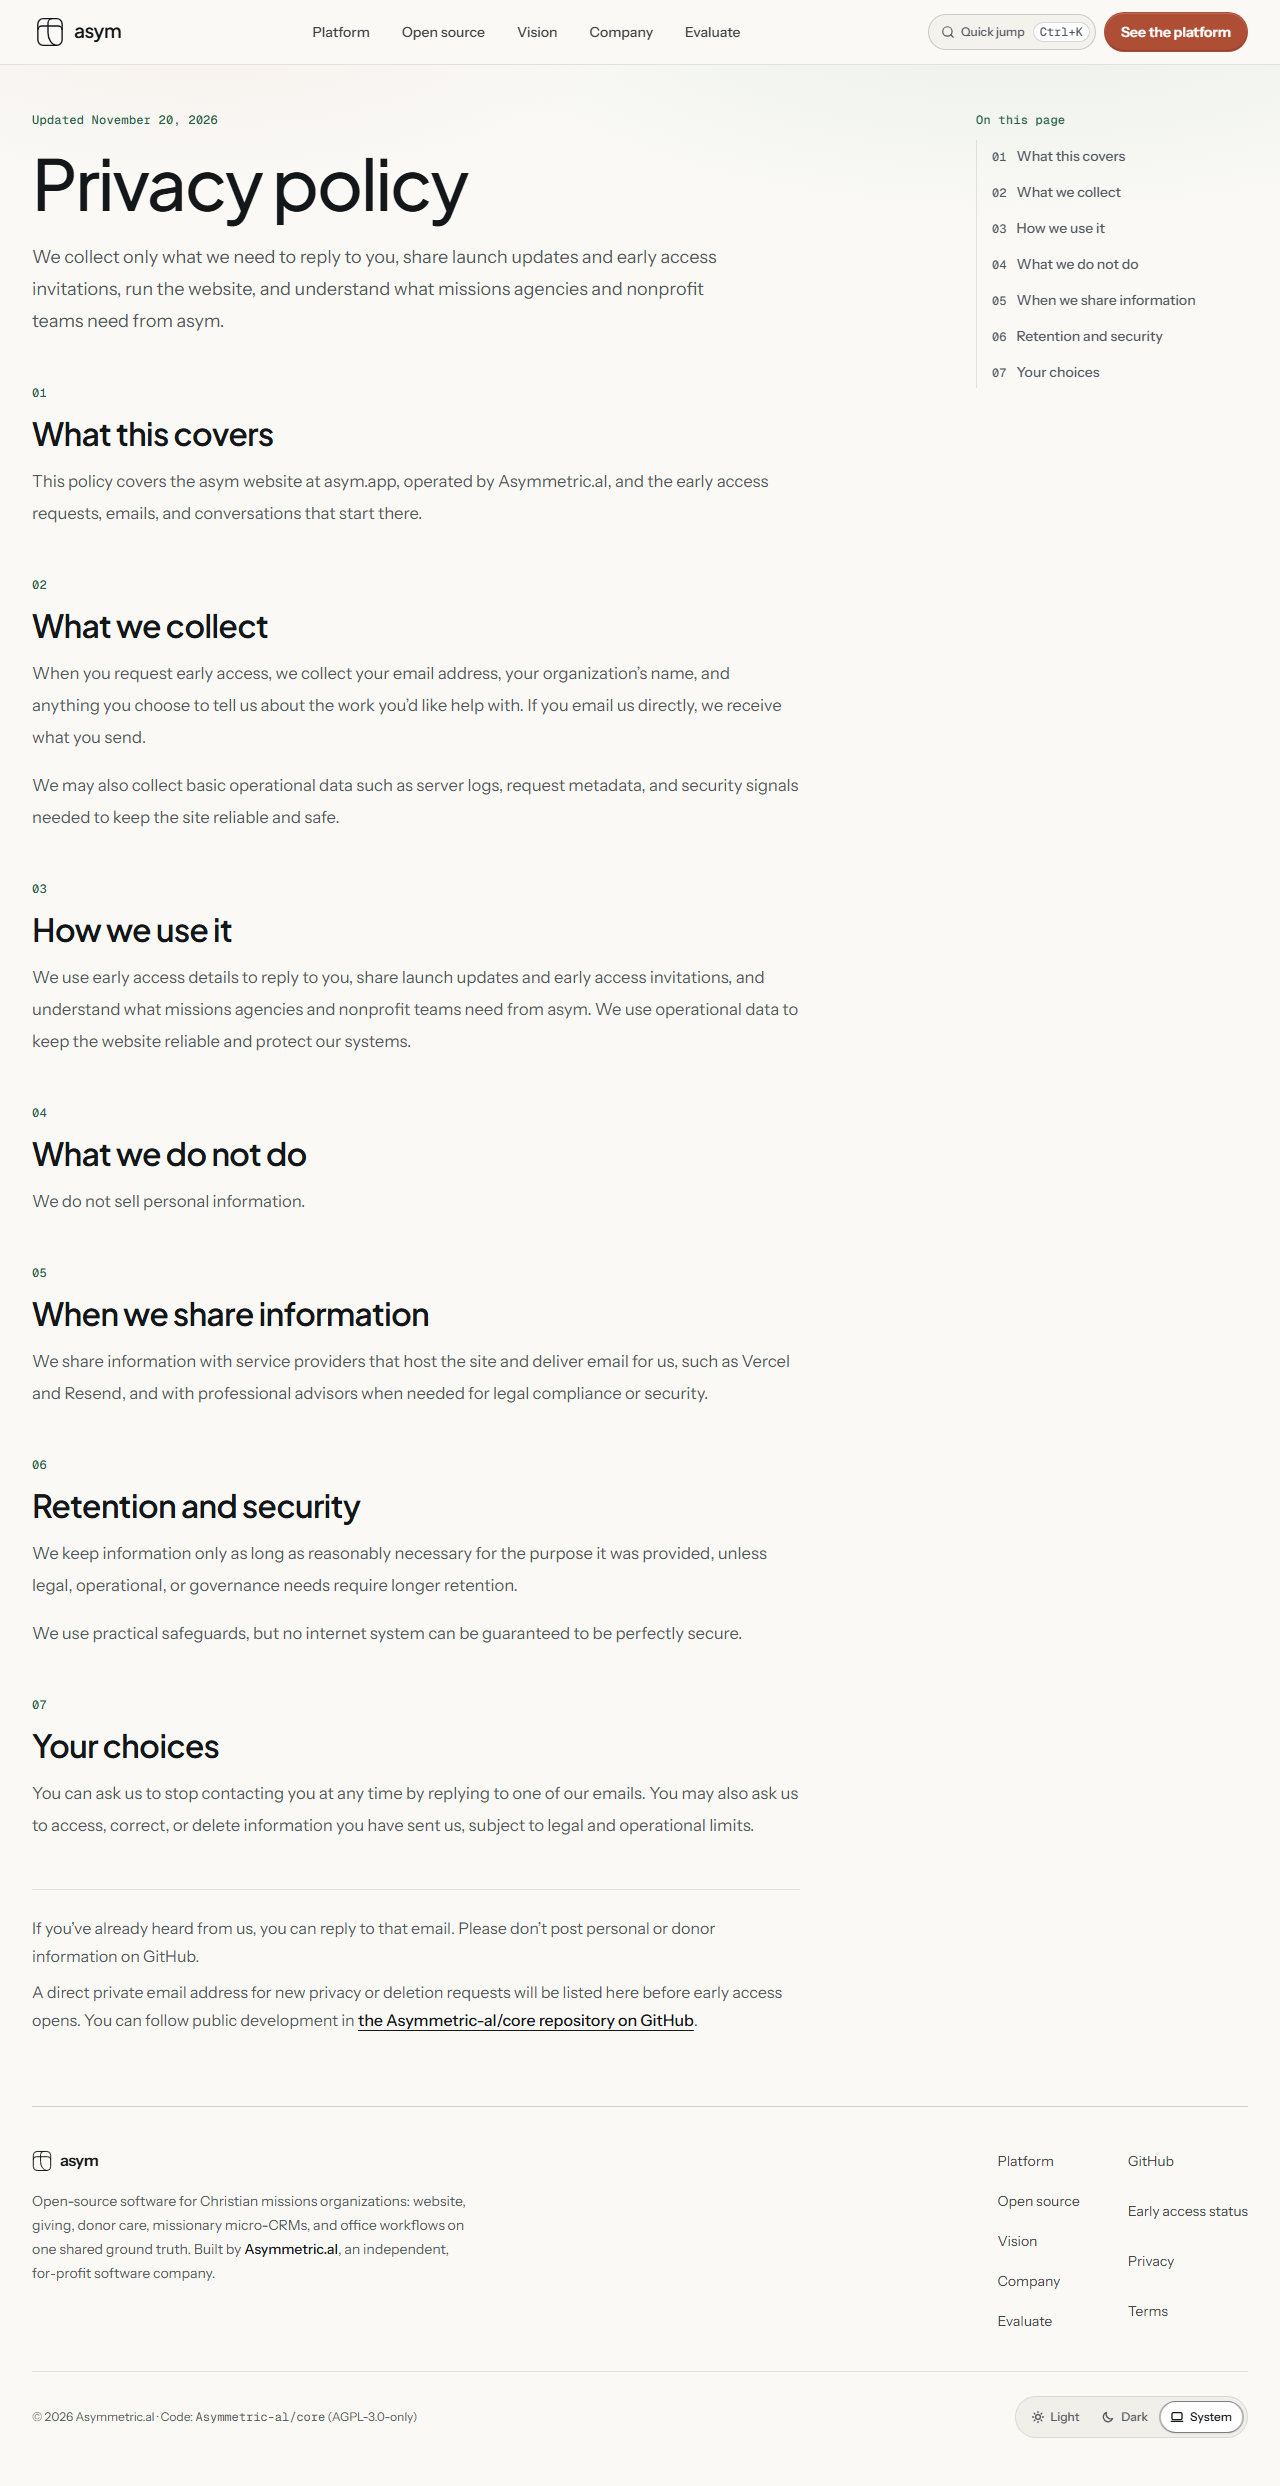 asym
Platform
Open source
Vision
Company
Evaluate
Quick jump
Ctrl+K
See the platform
Updated November 20, 2026
Privacy policy
We collect only what we need to reply to you, share launch updates and early access
invitations, run the website, and understand what missions agencies and nonprofit
teams need from asym.
On this page
01 What this covers
02 What we collect
03 How we use it
04 What we do not do
05 When we share information
06 Retention and security
07 Your choices
01
What this covers
This policy covers the asym website at asym.app, operated by Asymmetric.al, and the early access
requests, emails, and conversations that start there.
02
What we collect
When you request early access, we collect your email address, your organization’s name, and
anything you choose to tell us about the work you’d like help with. If you email us directly, we receive
what you send.
We may also collect basic operational data such as server logs, request metadata, and security signals
needed to keep the site reliable and safe.
03
How we use it
We use early access details to reply to you, share launch updates and early access invitations, and
understand what missions agencies and nonprofit teams need from asym. We use operational data to
keep the website reliable and protect our systems.
04
What we do not do
We do not sell personal information.
05
When we share information
We share information with service providers that host the site and deliver email for us, such as Vercel
and Resend, and with professional advisors when needed for legal compliance or security.
06
Retention and security
We keep information only as long as reasonably necessary for the purpose it was provided, unless
legal, operational, or governance needs require longer retention.
We use practical safeguards, but no internet system can be guaranteed to be perfectly secure.
07
Your choices
You can ask us to stop contacting you at any time by replying to one of our emails. You may also ask us
to access, correct, or delete information you have sent us, subject to legal and operational limits.
If you’ve already heard from us, you can reply to that email. Please don’t post personal or donor
information on GitHub.
A direct private email address for new privacy or deletion requests will be listed here before early access
opens. You can follow public development in the Asymmetric-al/core repository on GitHub.
asym
Open-source software for Christian missions organizations: website,
giving, donor care, missionary micro-CRMs, and office workflows on
one shared ground truth. Built by Asymmetric.al, an independent,
for-profit software company.
Platform
Open source
Vision
Company
Evaluate
GitHub
Early access status
Privacy
Terms
© 2026 Asymmetric.al · Code: Asymmetric-al/core (AGPL-3.0-only)
Light
Dark
System